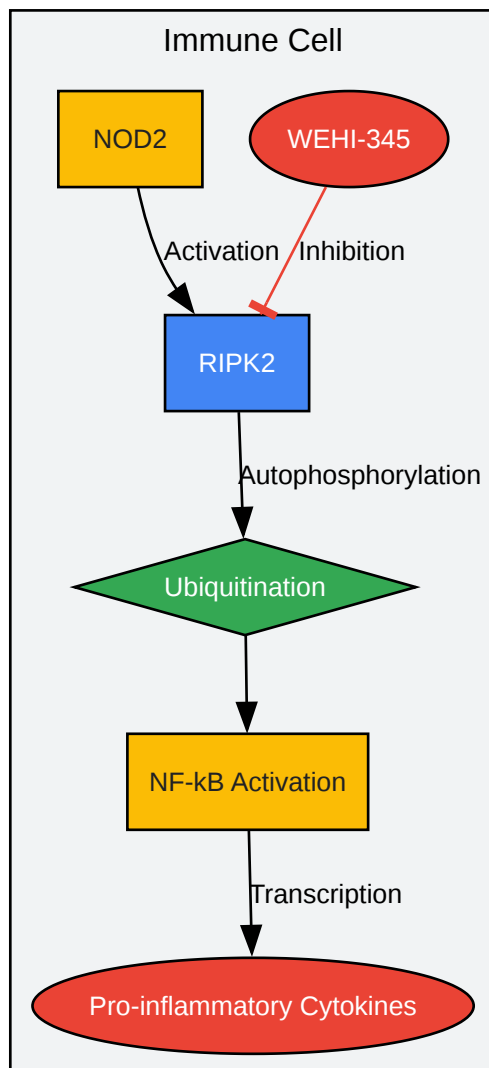 Immune Cell
NOD2
WEHI-345
Activation
Inhibition
RIPK2
Autophosphorylation
Ubiquitination
NF-kB Activation
Transcription
Pro-inflammatory Cytokines